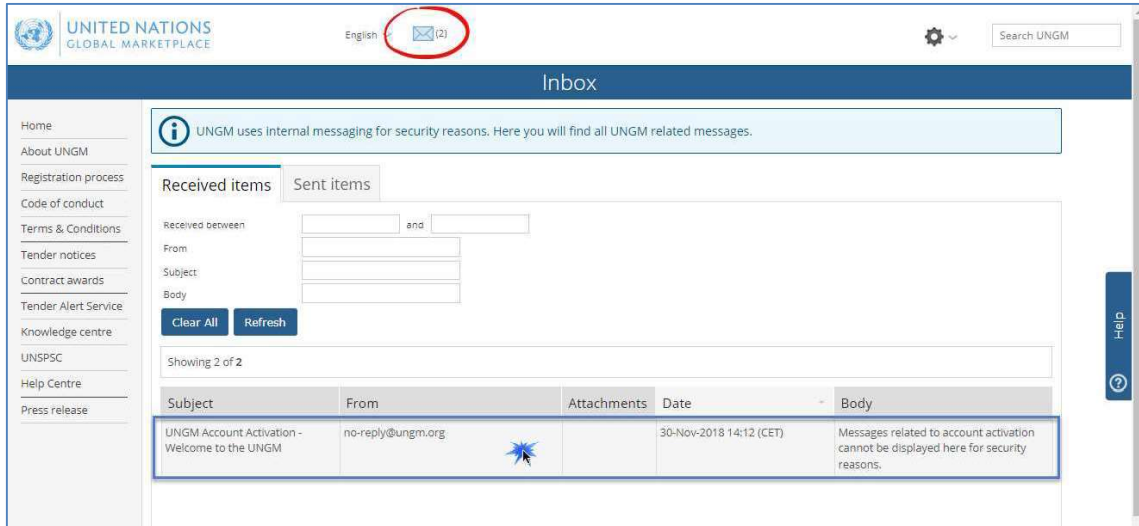 UNITED NATIONS
GLOBAL MARKETPLACE
English
(2)
Search UNGM
Inbox
Home
About UNGM
Registration process
Code of conduct
Terms & Conditions
Tender notices
Contract awards
Tender Alert Service
Knowledge centre
UNSPSC
Help Centre
Press release
UNGM uses internal messaging for security reasons. Here you will find all UNGM related messages.
Received items Sent items
Received between and
From
Subject
Body
Clear All Refresh
Showing 2 of 2
Subject From Attachments Date Body
UNGM Account Activation - no-reply@ungm.org 30-Nov-2018 14:12 (CET) Messages related to account activation
Welcome to the UNGM cannot be displayed here for security
reasons.
Help